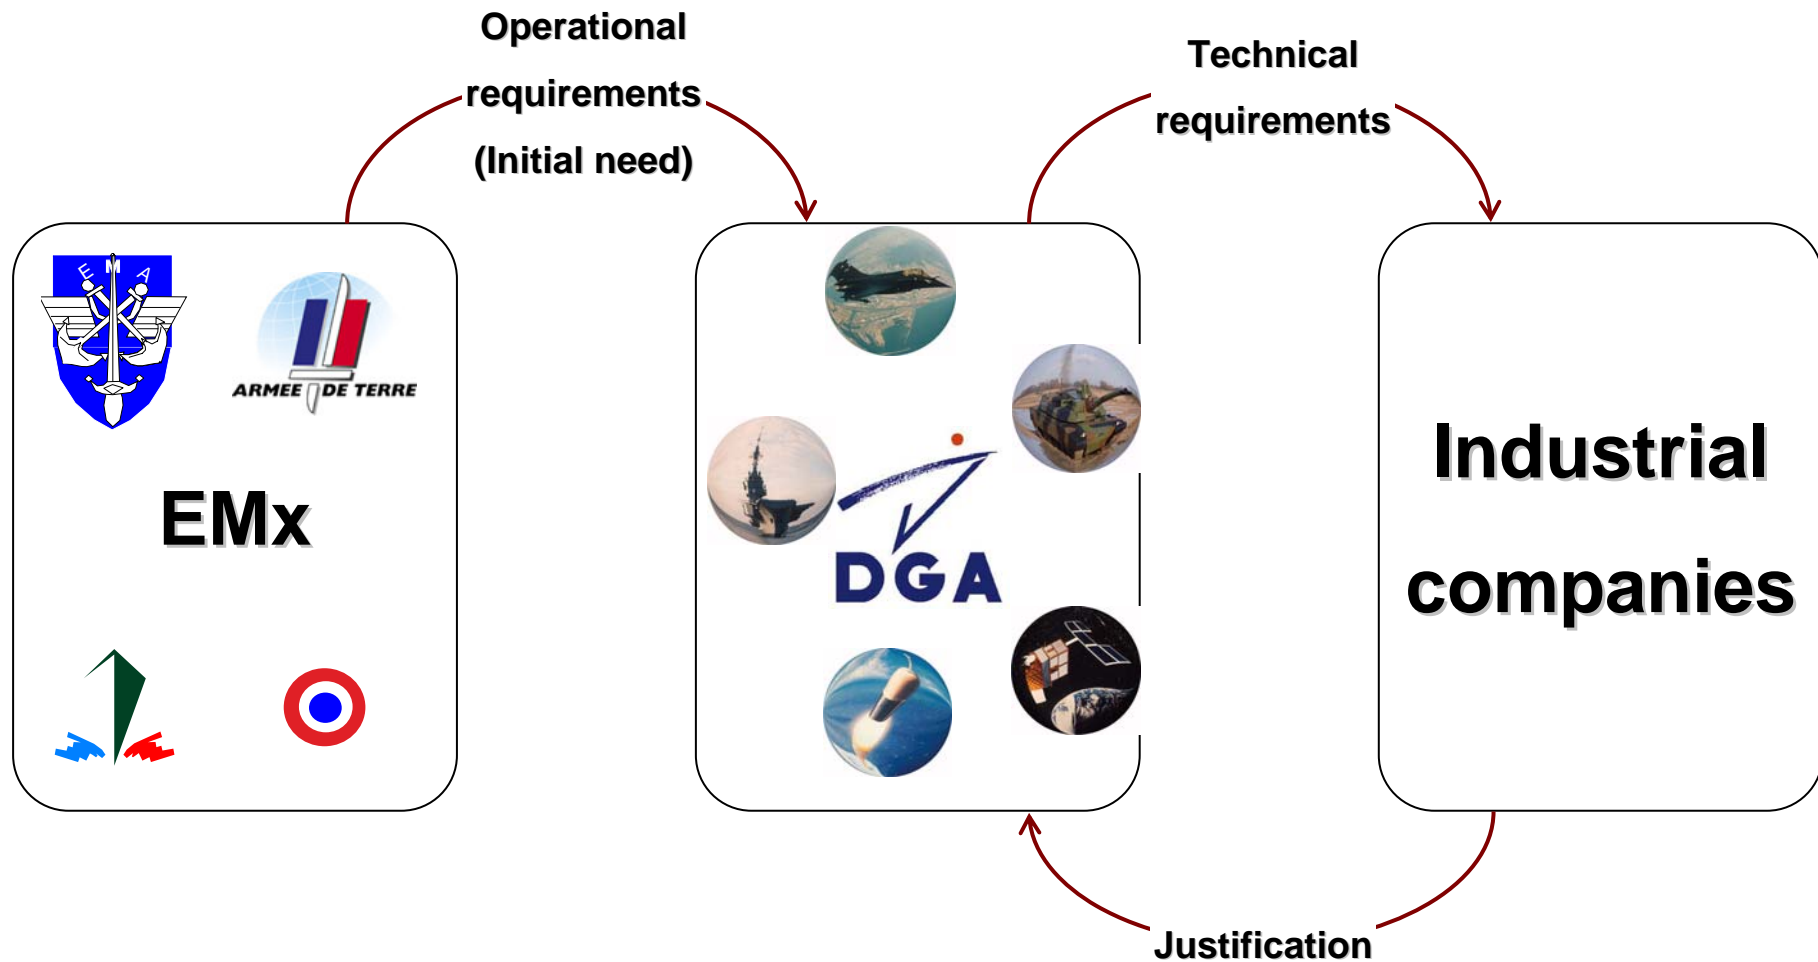 Operational
requirements
(Initial need)
Technical
requirements
E M A
ARMEE DE TERRE
EMx
DGA
Industrial
companies
Justification